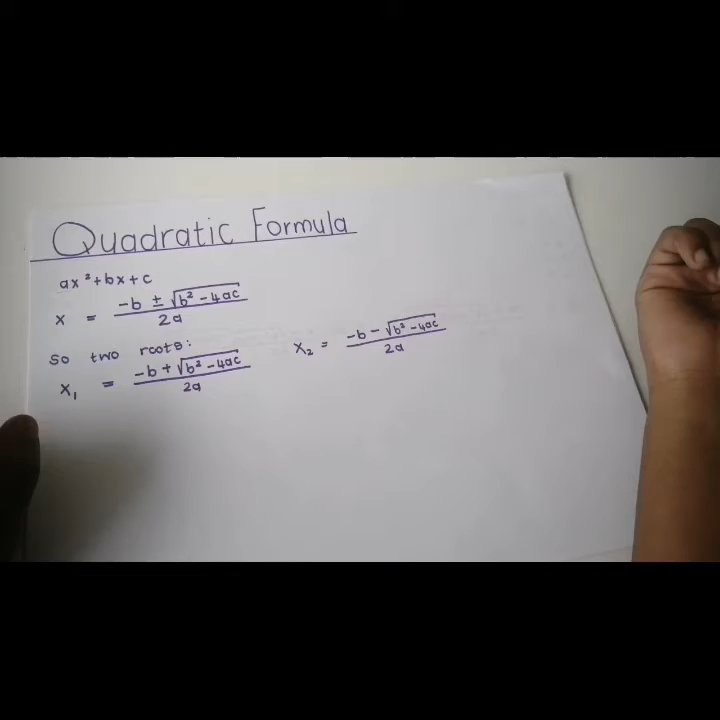 Quadratic Formula
ax² + bx + c
x = (-b ± √(b² - 4ac)) / 2a
So two roots:
x₁ = (-b + √(b² - 4ac)) / 2a
x₂ = (-b - √(b² - 4ac)) / 2a